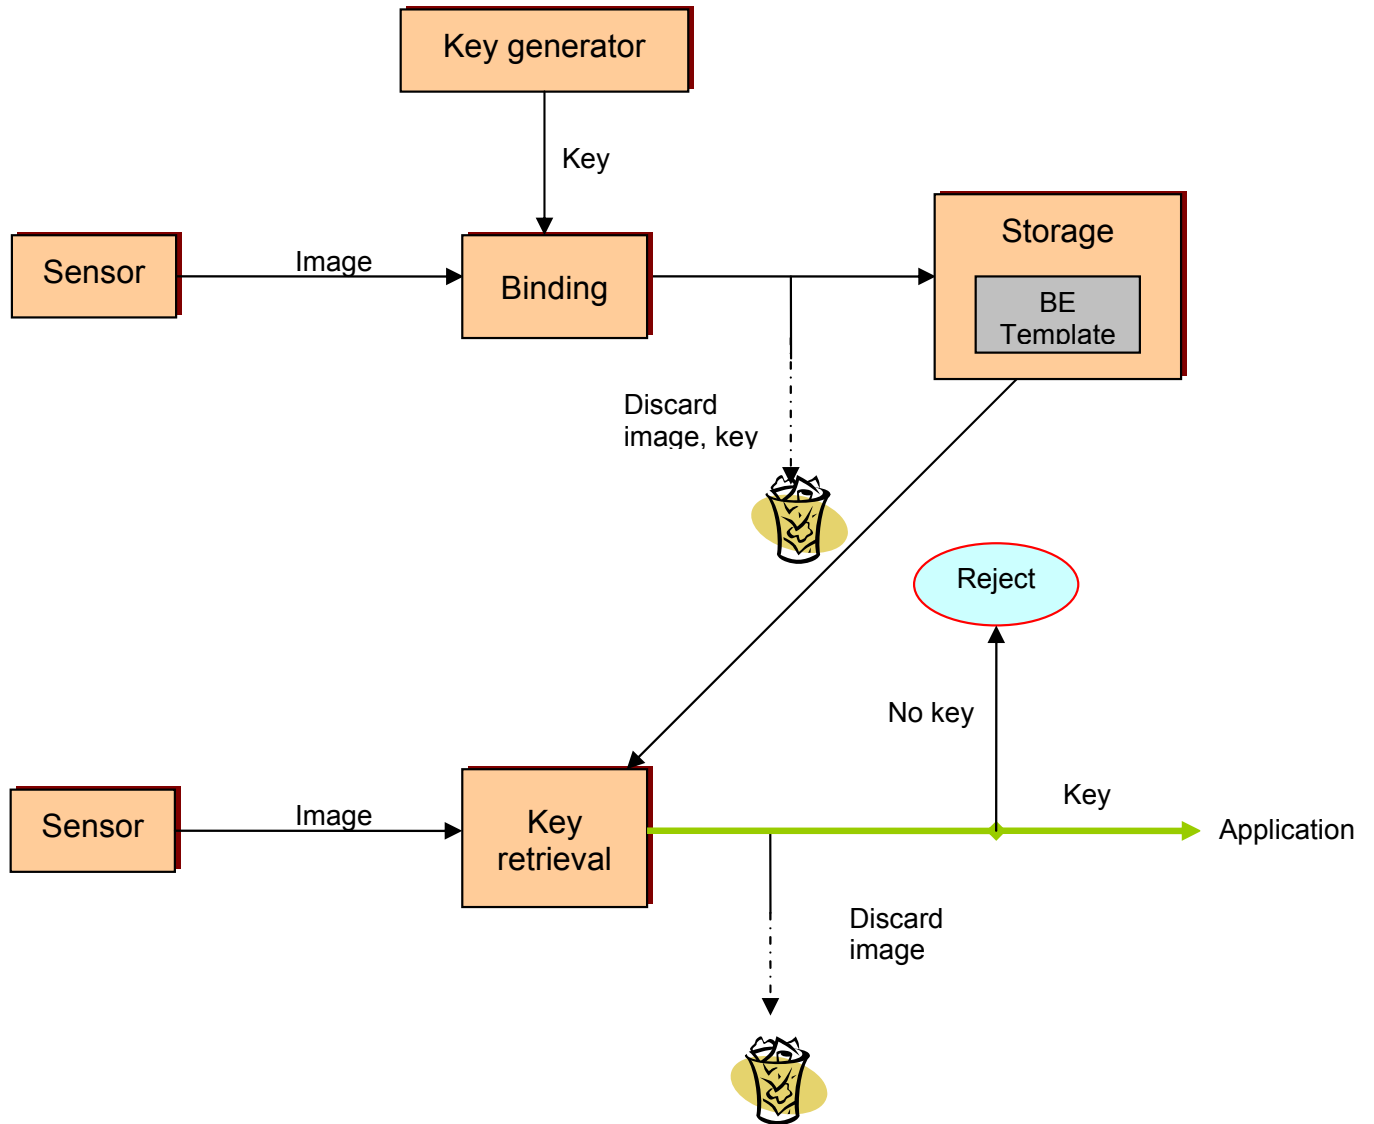 Key generator
Key
Sensor
Image
Binding
Storage
BE
Template
Discard
image, key
Reject
No key
Key
Sensor
Image
Key
retrieval
Application
Discard
image